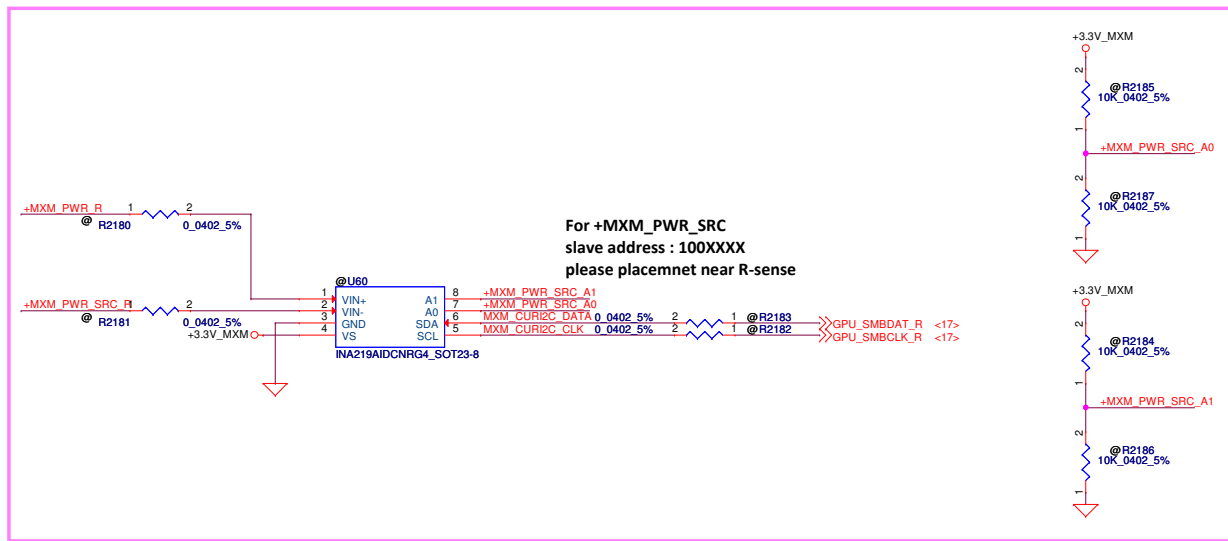 +3.3V_MXM
2
@R2185
10K_0402_5%
1
+MXM_PWR_SRC_A0
2
@R2187
10K_0402_5%
1
+MXM_PWR_R 1 2
@ R2180 0_0402_5%
For +MXM_PWR_SRC
slave address : 100XXXX
please placemnet near R-sense
@U60
+MXM_PWR_SRC_R 1 2
@ R2181 0_0402_5%
+3.3V_MXM
1 VIN+ A1 8 +MXM_PWR_SRC_A1
2 VIN- A0 7 +MXM_PWR_SRC_A0
3 GND SDA 6 MXM_CURI2C_DATA 0_0402_5% 2 1 @R2183 GPU_SMBDAT_R <17>
4 VS SCL 5 MXM_CURI2C_CLK 0_0402_5% 2 1 @R2182 GPU_SMBCLK_R <17>
INA219AIDCNRG4_SOT23-8
+3.3V_MXM
2
@R2184
10K_0402_5%
1
+MXM_PWR_SRC_A1
2
@R2186
10K_0402_5%
1